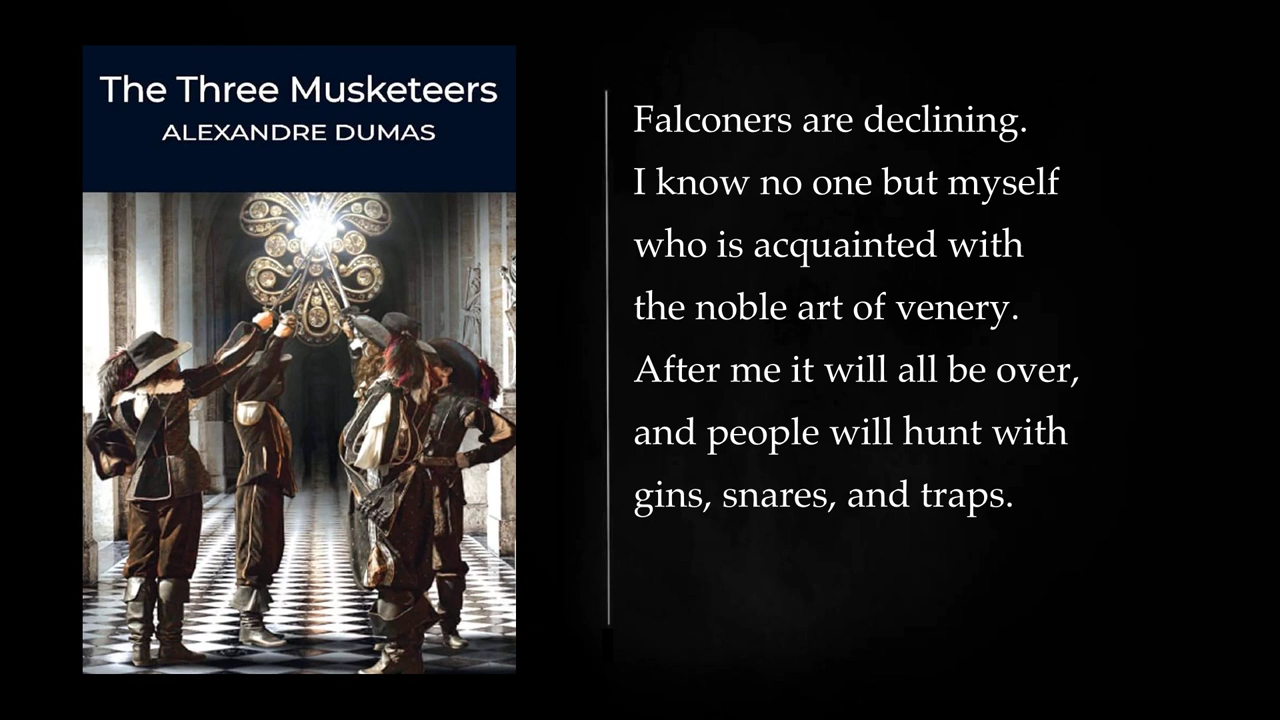 The Three Musketeers
ALEXANDRE DUMAS
Falconers are declining.
I know no one but myself
who is acquainted with
the noble art of venery.
After me it will all be over,
and people will hunt with
gins, snares, and traps.